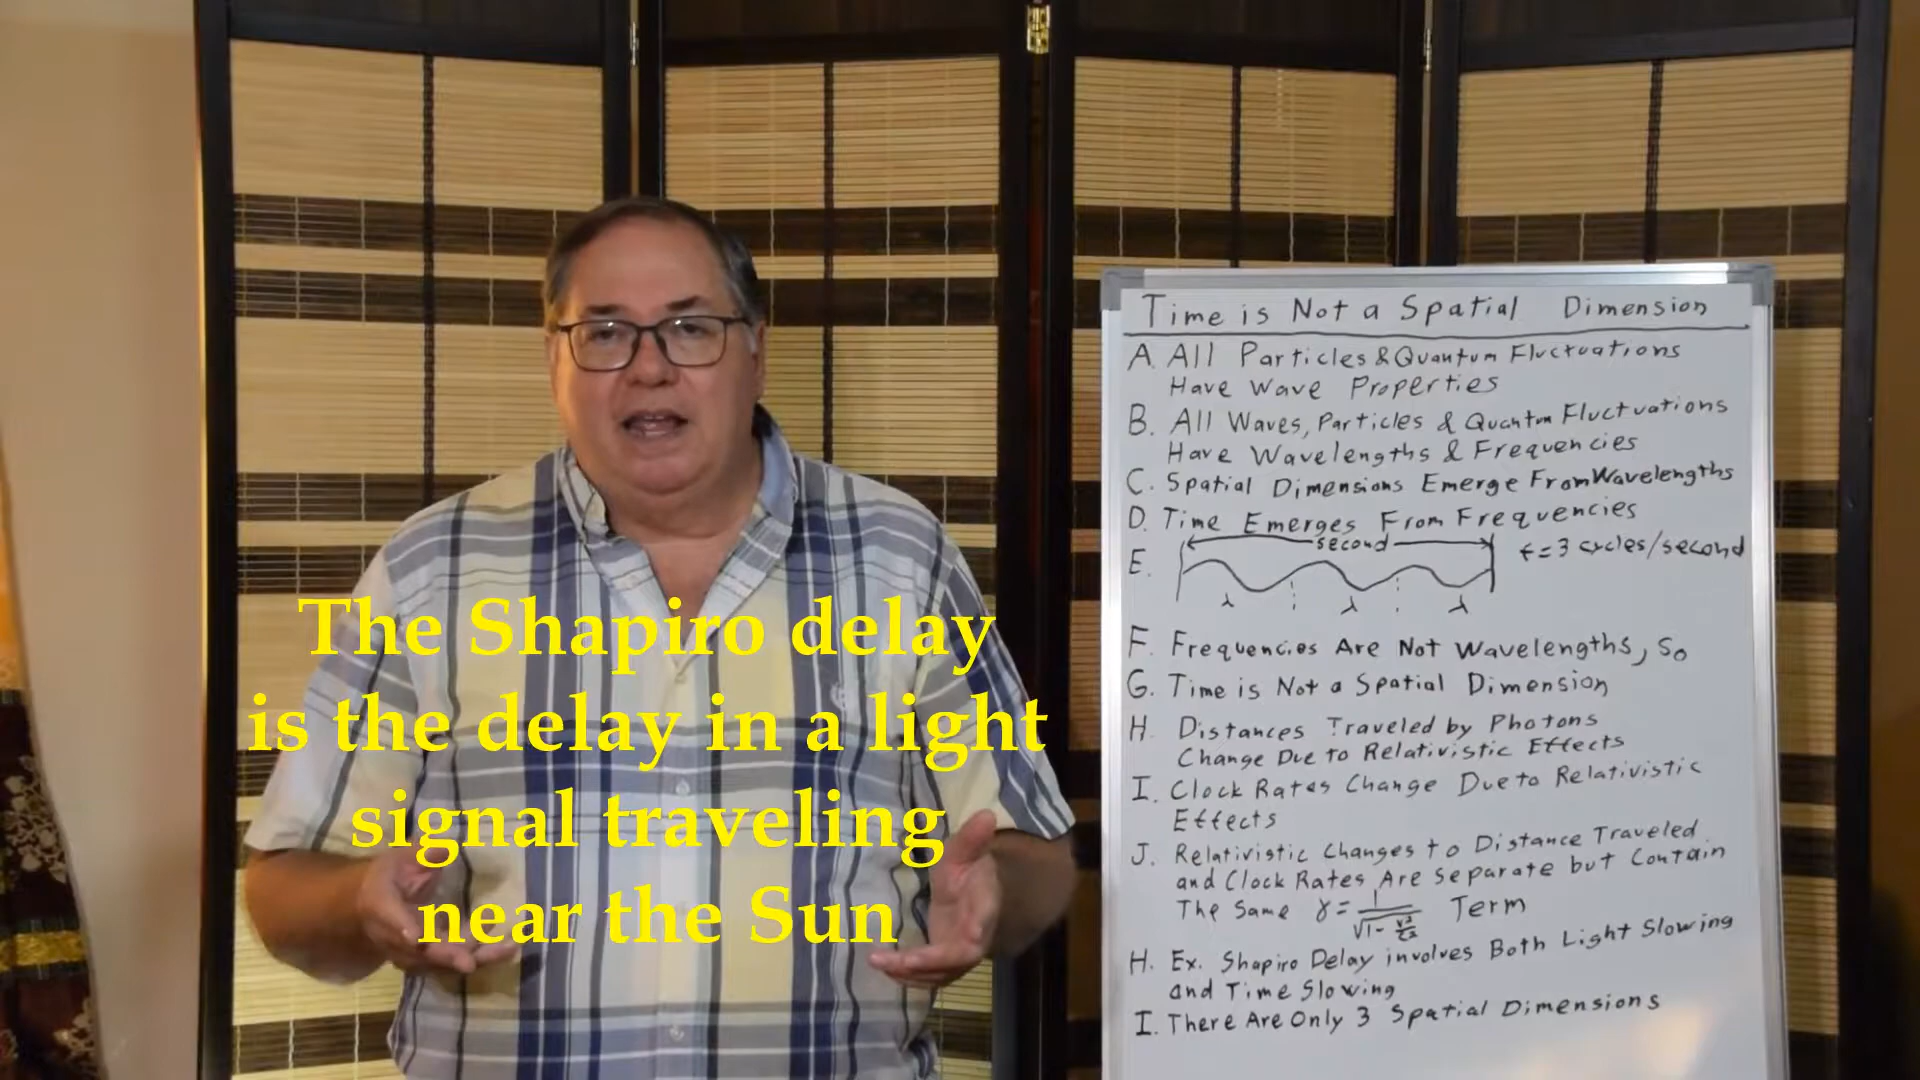 Time is Not a Spatial Dimension
A. All Particles & Quantum Fluctuations
Have Wave Properties
B. All Waves, Particles & Quantum Fluctuations
Have Wavelengths & Frequencies
C. Spatial Dimensions Emerge From Wavelengths
D. Time Emerges From Frequencies
second
E.
f = 3 cycles/second
λ λ λ
F. Frequencies Are Not Wavelengths, So
G. Time is Not a Spatial Dimension
H. Distances Traveled by Photons
Change Due to Relativistic Effects
I. Clock Rates Change Due to Relativistic
Effects
J. Relativistic Changes to Distance Traveled
and Clock Rates Are Separate but Contain
The Same γ = 1/√(1 - v²/c²) Term
H. Ex. Shapiro Delay involves Both Light Slowing
and Time Slowing
I. There Are Only 3 Spatial Dimensions
The Shapiro delay
is the delay in a light
signal traveling
near the Sun